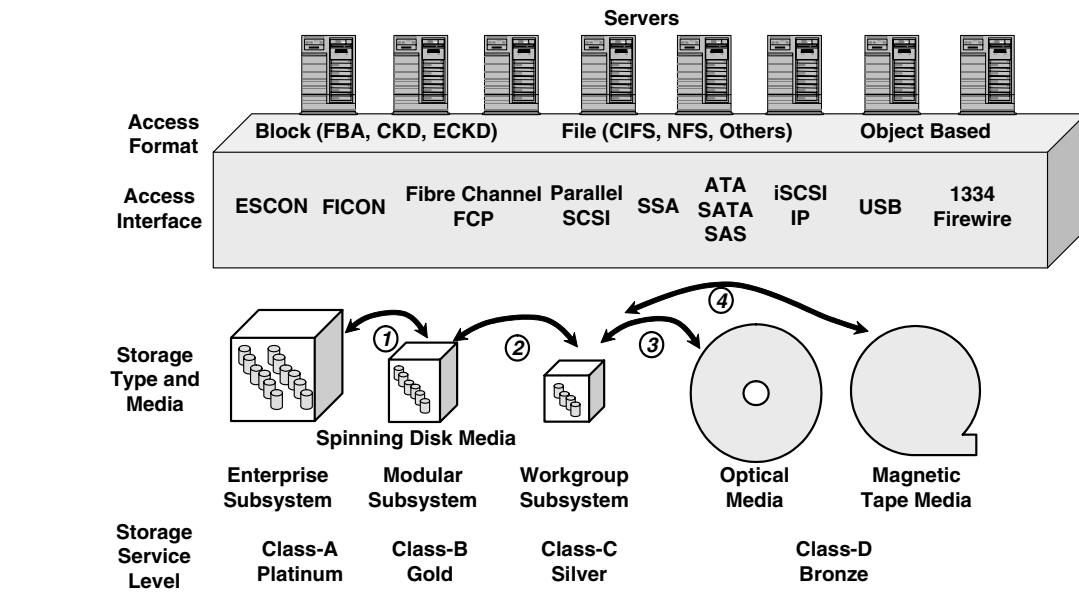 Servers
Access
Format
Block (FBA, CKD, ECKD)
File (CIFS, NFS, Others)
Object Based
Access
Interface
ESCON
FICON
Fibre Channel
FCP
Parallel
SCSI
SSA
ATA
SATA
SAS
iSCSI
IP
USB
1334
Firewire
1
2
3
4
Storage
Type and
Media
Spinning Disk Media
Enterprise
Subsystem
Modular
Subsystem
Workgroup
Subsystem
Optical
Media
Magnetic
Tape Media
Storage
Service
Level
Class-A
Platinum
Class-B
Gold
Class-C
Silver
Class-D
Bronze